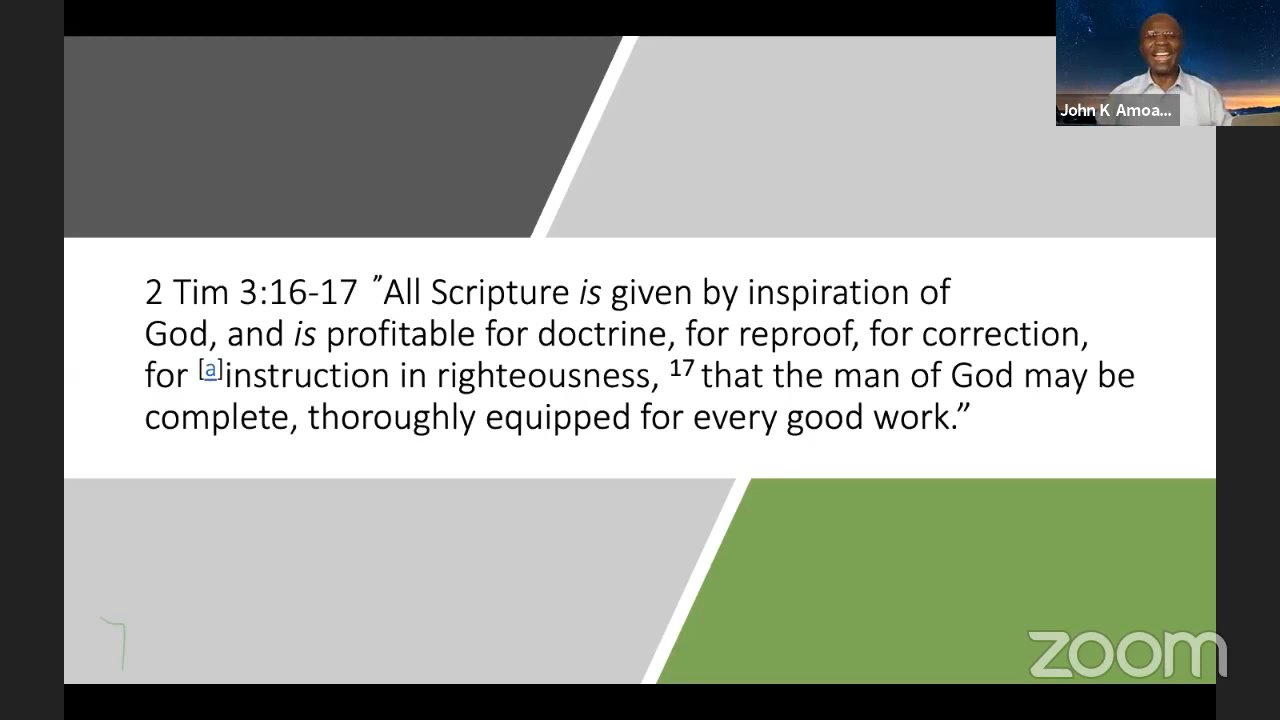 John K Amoa...
2 Tim 3:16-17 ”All Scripture is given by inspiration of
God, and is profitable for doctrine, for reproof, for correction,
for [a]instruction in righteousness, 17 that the man of God may be
complete, thoroughly equipped for every good work.”
zoom